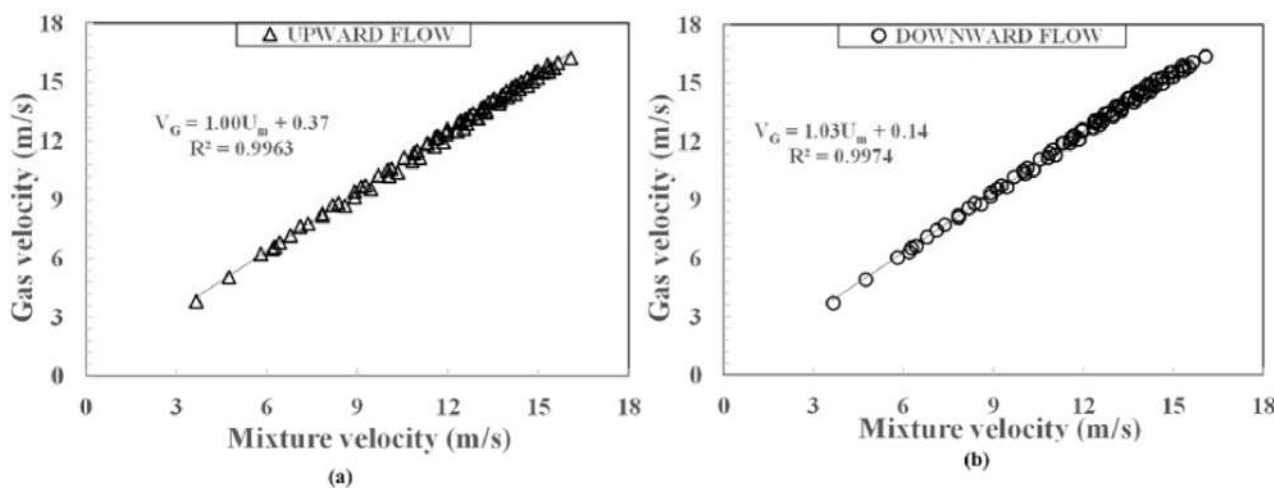 18
15
12
9
6
3
0
Gas velocity (m/s)
UPWARD FLOW
V_G = 1.00U_m + 0.37
R² = 0.9963
0 3 6 9 12 15 18
Mixture velocity (m/s)
(a)
18
15
12
9
6
3
0
Gas velocity (m/s)
DOWNWARD FLOW
V_G = 1.03U_m + 0.14
R² = 0.9974
0 3 6 9 12 15 18
Mixture velocity (m/s)
(b)